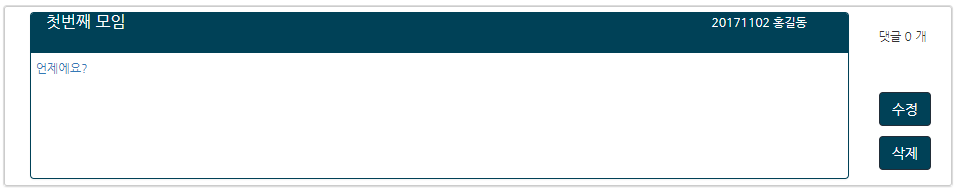 첫번째 모임
20171102 홍길동
댓글 0 개
언제에요?
수정
삭제